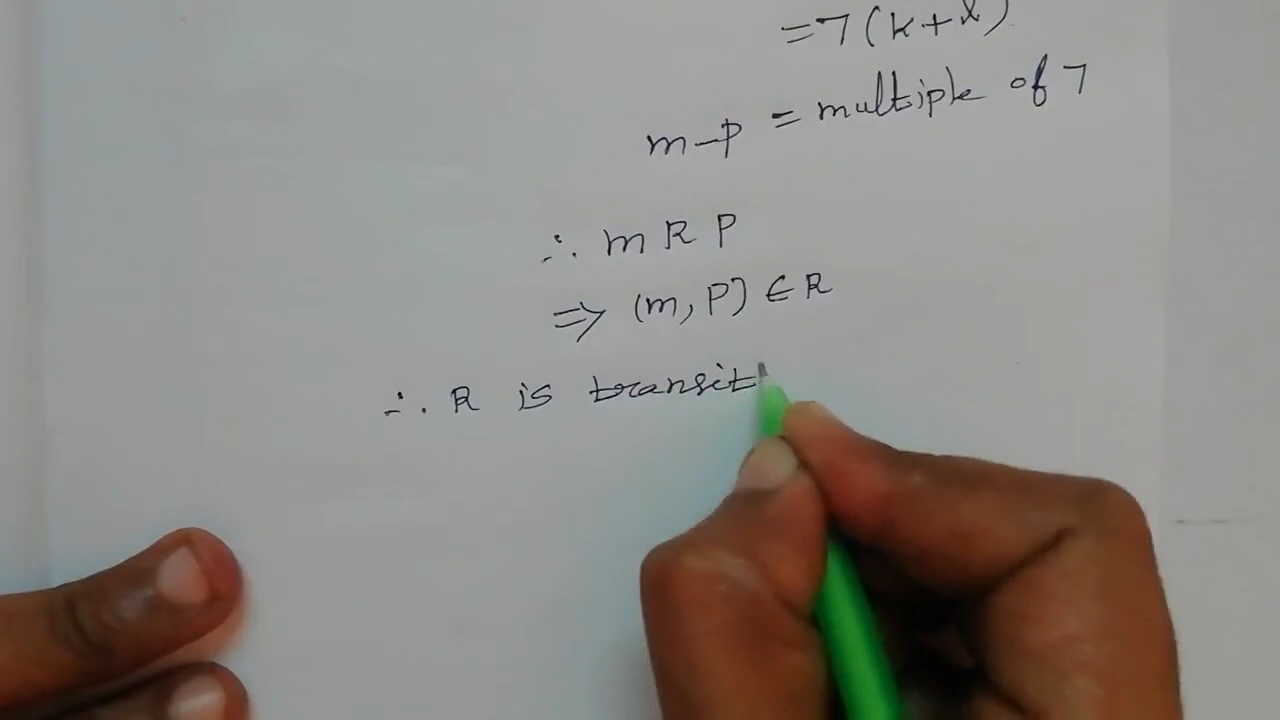 =7(k+l)
m-p = multiple of 7
∴ m R P
⇒ (m, P) ∈ R
∴ R is transit